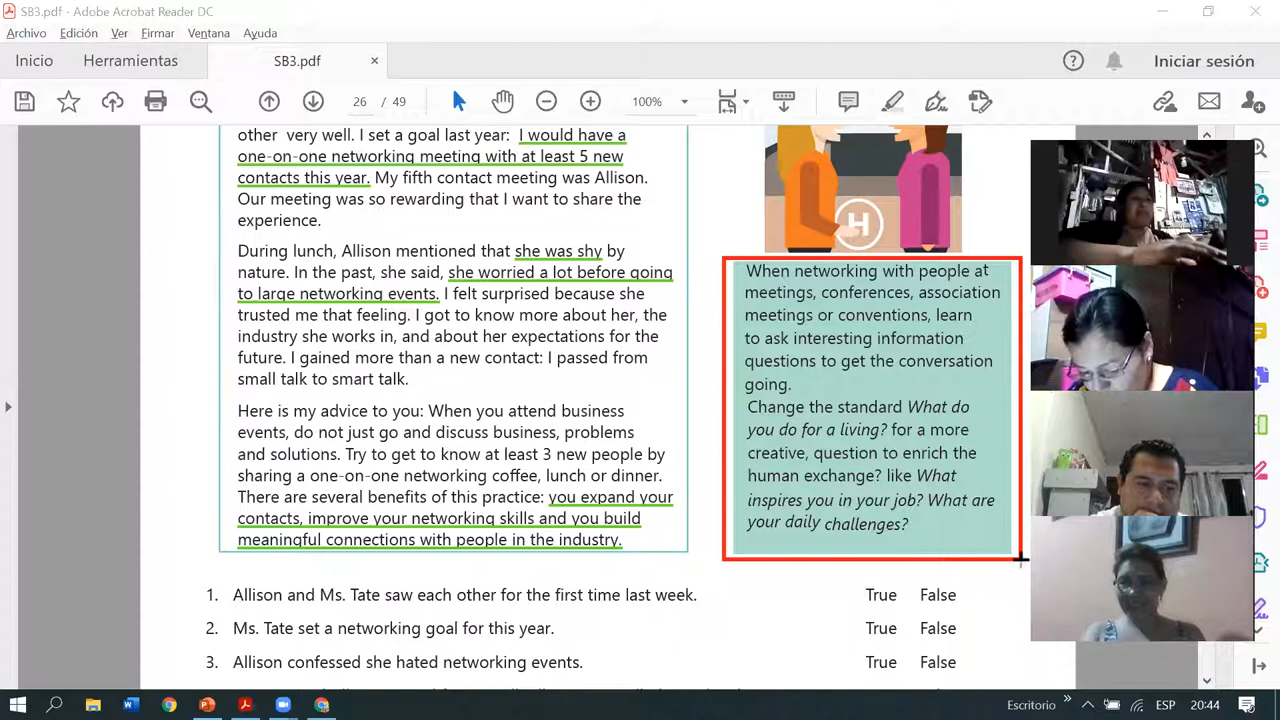 SB3.pdf - Adobe Acrobat Reader DC
Archivo Edición Ver Firmar Ventana Ayuda
Inicio Herramientas SB3.pdf × Iniciar sesión
26 / 49 100%
other very well. I set a goal last year: I would have a
one-on-one networking meeting with at least 5 new
contacts this year. My fifth contact meeting was Allison.
Our meeting was so rewarding that I want to share the
experience.
During lunch, Allison mentioned that she was shy by
nature. In the past, she said, she worried a lot before going
to large networking events. I felt surprised because she
trusted me that feeling. I got to know more about her, the
industry she works in, and about her expectations for the
future. I gained more than a new contact: I passed from
small talk to smart talk.
Here is my advice to you: When you attend business
events, do not just go and discuss business, problems
and solutions. Try to get to know at least 3 new people by
sharing a one-on-one networking coffee, lunch or dinner.
There are several benefits of this practice: you expand your
contacts, improve your networking skills and you build
meaningful connections with people in the industry.
H
When networking with people at
meetings, conferences, association
meetings or conventions, learn
to ask interesting information
questions to get the conversation
going.
Change the standard What do
you do for a living? for a more
creative, question to enrich the
human exchange? like What
inspires you in your job? What are
your daily challenges?
1. Allison and Ms. Tate saw each other for the first time last week. True False
2. Ms. Tate set a networking goal for this year. True False
3. Allison confessed she hated networking events. True False
Escritorio ESP 20:44